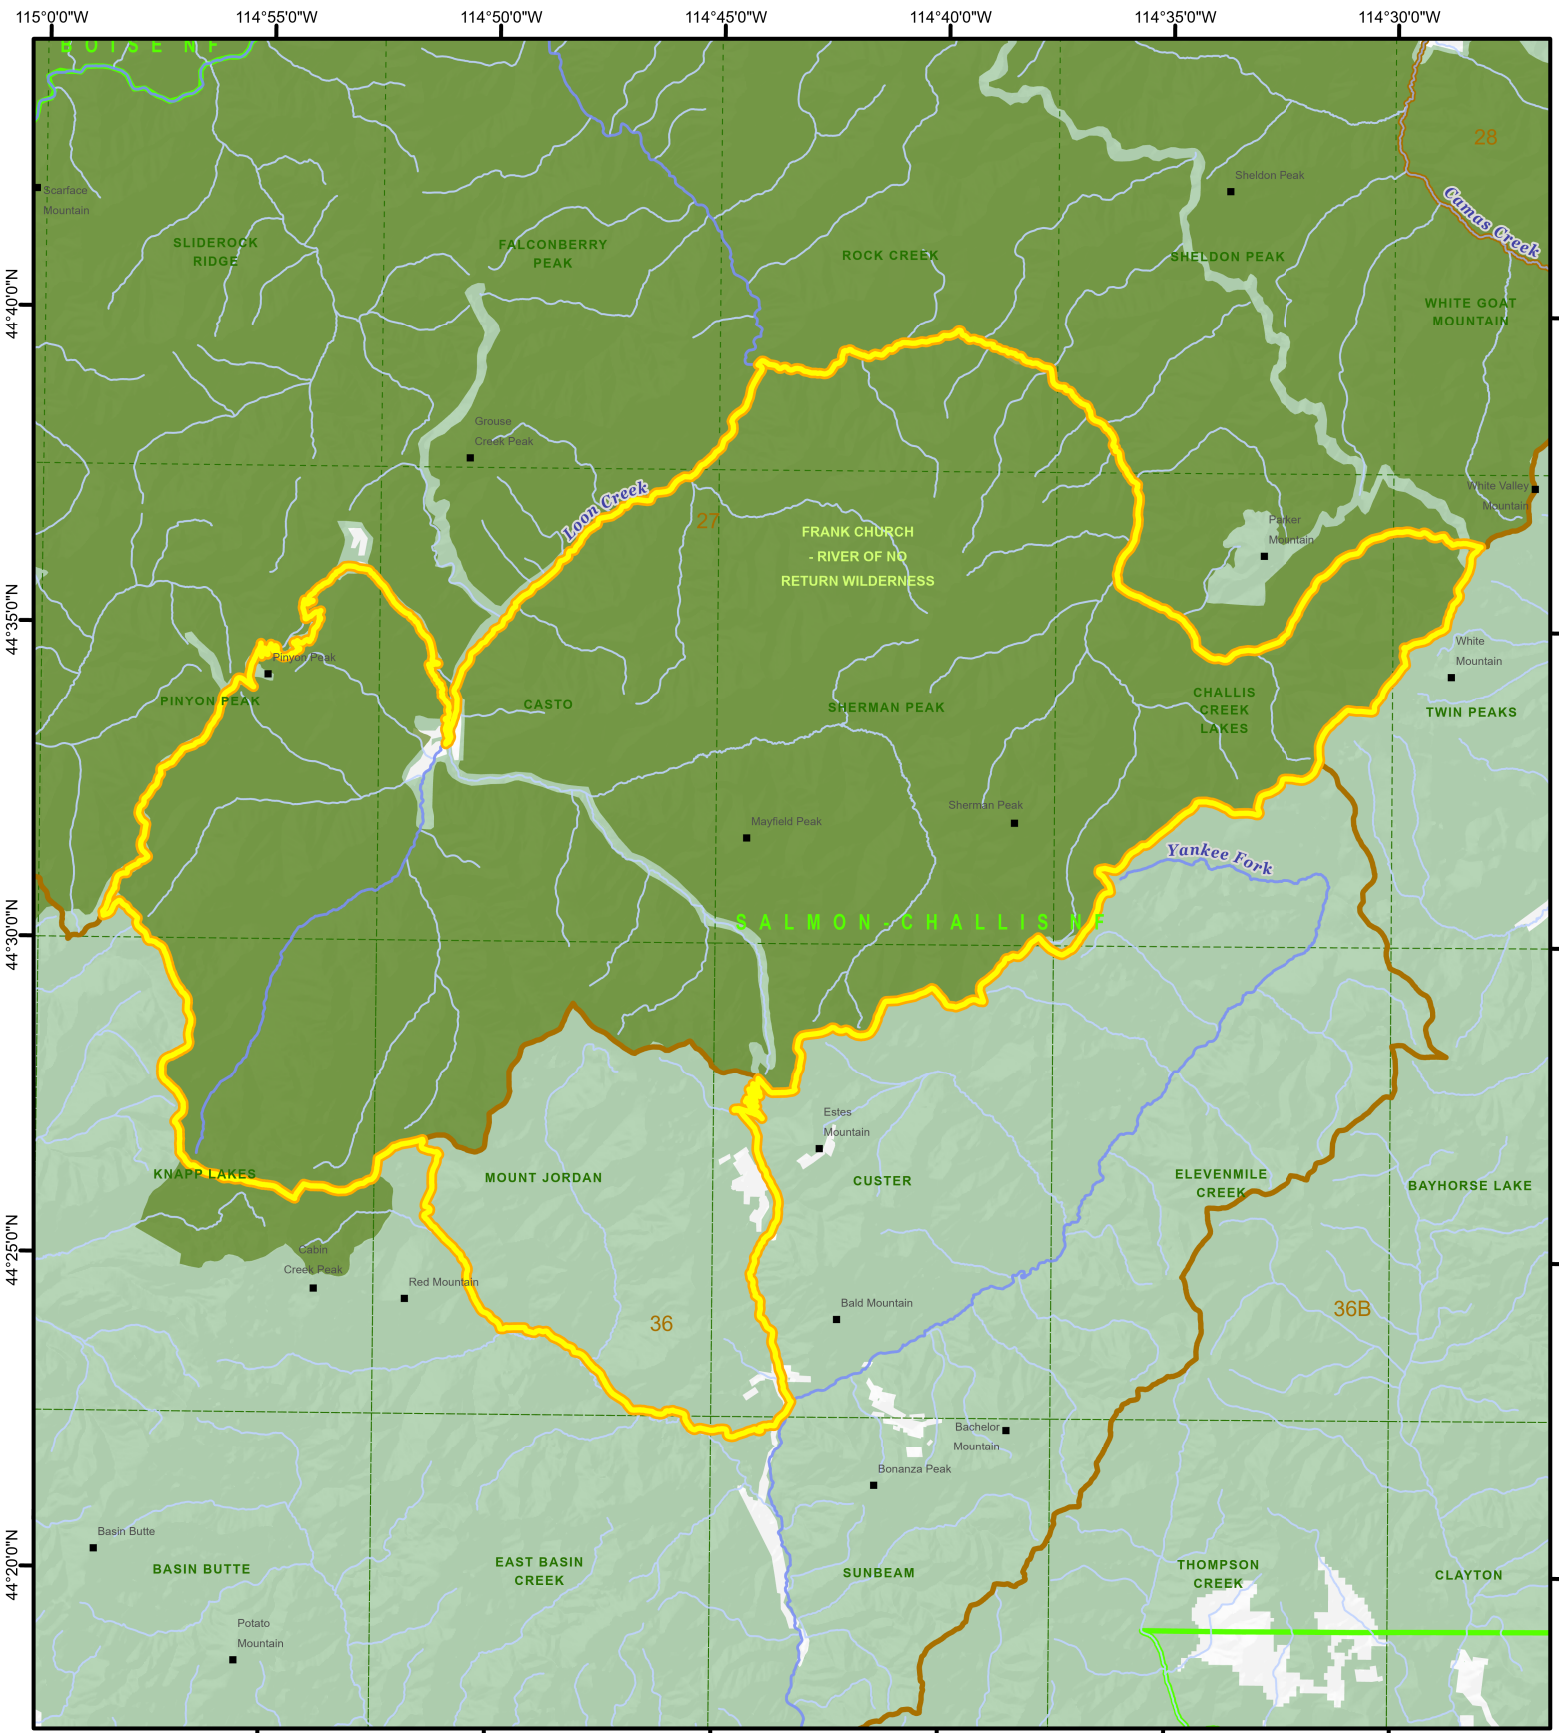 115°0'0"W
114°55'0"W
114°50'0"W
114°45'0"W
114°40'0"W
114°35'0"W
114°30'0"W
BOISE NF
28
Sheldon Peak
Scarface
Mountain
Camas Creek
SLIDEROCK
RIDGE
FALCONBERRY
PEAK
ROCK CREEK
SHELDON PEAK
44°40'0"N
WHITE GOAT
MOUNTAIN
Grouse
Creek Peak
Loon Creek
White Valley
Mountain
27
Parker
Mountain
FRANK CHURCH
- RIVER OF NO
RETURN WILDERNESS
44°35'0"N
White
Mountain
Pinyon Peak
PINYON PEAK
CASTO
SHERMAN PEAK
CHALLIS
CREEK
LAKES
TWIN PEAKS
Mayfield Peak
Sherman Peak
Yankee Fork
SALMON-CHALLIS NF
44°30'0"N
Estes
Mountain
KNAPP LAKES
MOUNT JORDAN
CUSTER
ELEVENMILE
CREEK
BAYHORSE LAKE
44°25'0"N
Cabin
Creek Peak
Red Mountain
Bald Mountain
36
36B
Bachelor
Mountain
Bonanza Peak
Basin Butte
44°20'0"N
BASIN BUTTE
EAST BASIN
CREEK
SUNBEAM
THOMPSON
CREEK
CLAYTON
Potato
Mountain